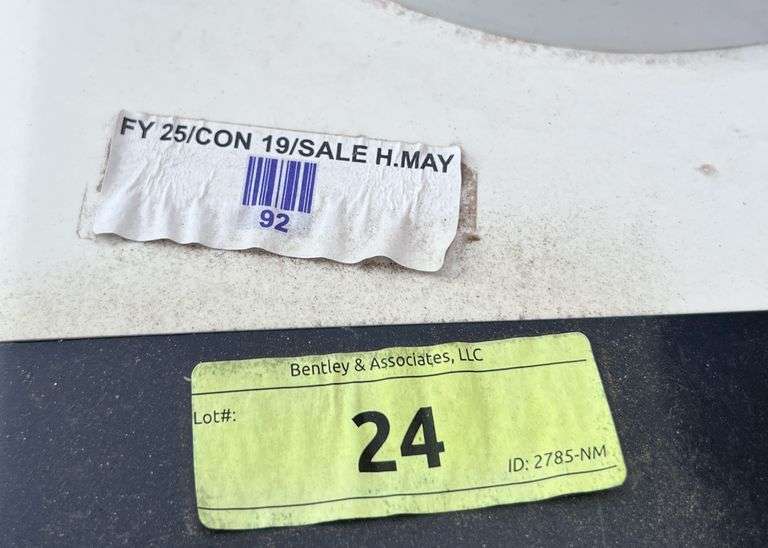 FY 25/CON 19/SALE H.MAY
92
Bentley & Associates, LLC
Lot#:
24
ID: 2785-NM